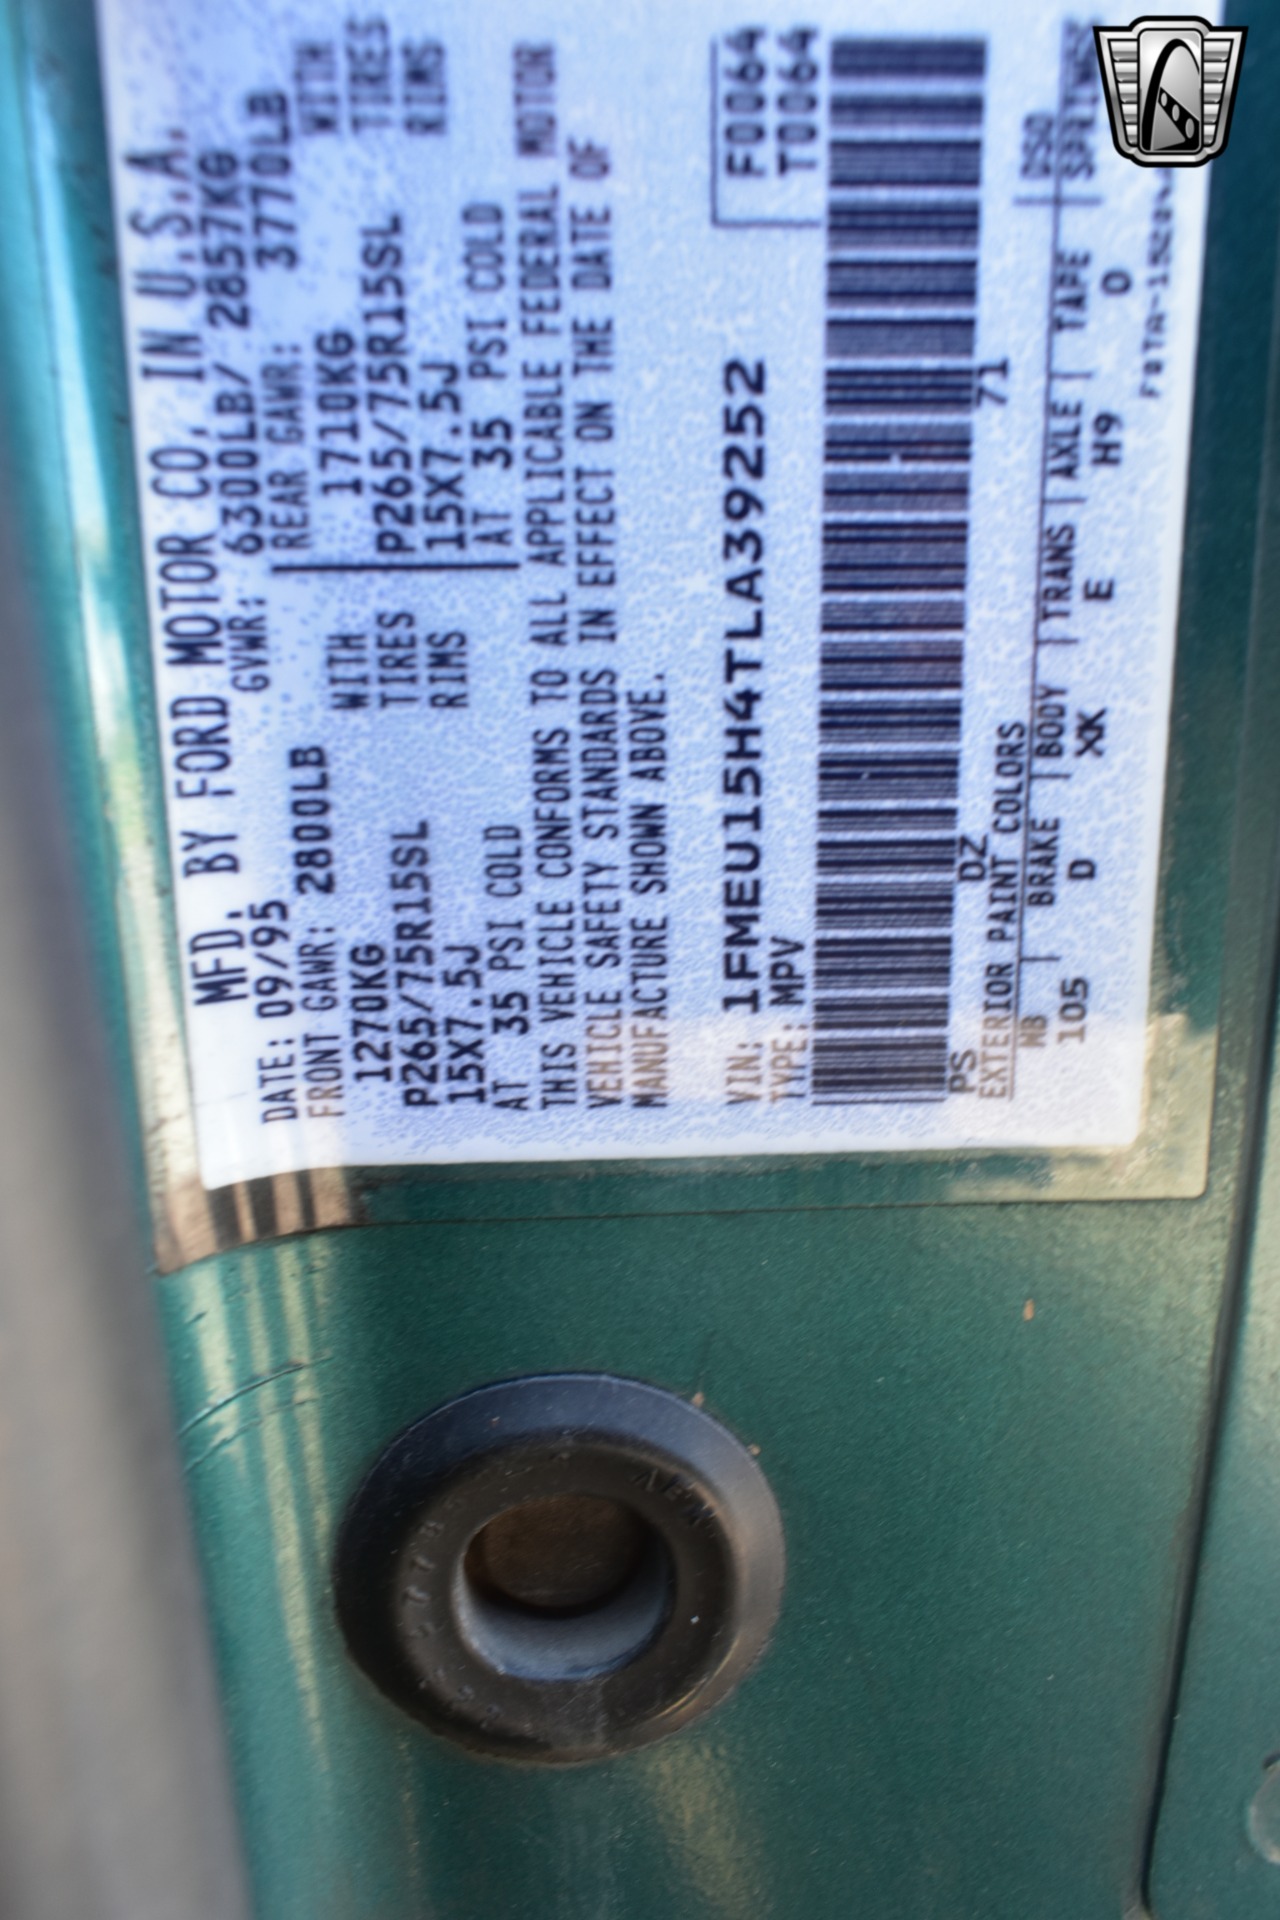 MFD. BY FORD MOTOR CO. IN U.S.A.
DATE: 09/95 GVWR: 6300LB/ 2857KG
FRONT GAWR: 2800LB REAR GAWR: 3770LB
1270KG WITH 1710KG WITH
P265/75R15SL TIRES P265/75R15SL TIRES
15X7.5J RIMS 15X7.5J RIMS
AT 35 PSI COLD AT 35 PSI COLD
THIS VEHICLE CONFORMS TO ALL APPLICABLE FEDERAL MOTOR
VEHICLE SAFETY STANDARDS IN EFFECT ON THE DATE OF
MANUFACTURE SHOWN ABOVE.
F0064
T0064
VIN: 1FMEU15H4TLA39252
TYPE: MPV
PS DZ 71
EXTERIOR PAINT COLORS DSO
MB BRAKE BODY TRANS AXLE TAPE SPRINGS
105 D XK E H9 O